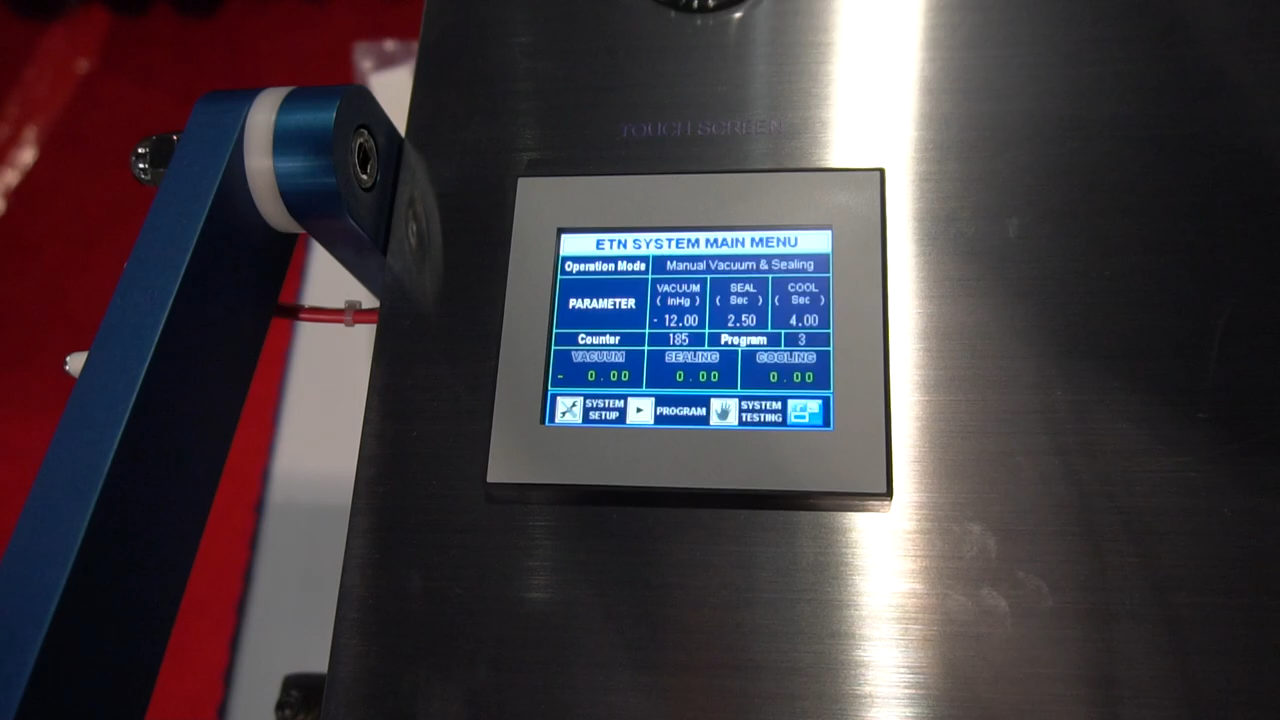 TOUCH SCREEN
ETN SYSTEM MAIN MENU
Operation Mode Manual Vacuum & Sealing
PARAMETER
VACUUM SEAL COOL
( inHg ) ( Sec ) ( Sec )
- 12.00 2.50 4.00
Counter 185 Program 3
VACUUM SEALING COOLING
- 0.00 0.00 0.00
SYSTEM SETUP PROGRAM SYSTEM TESTING